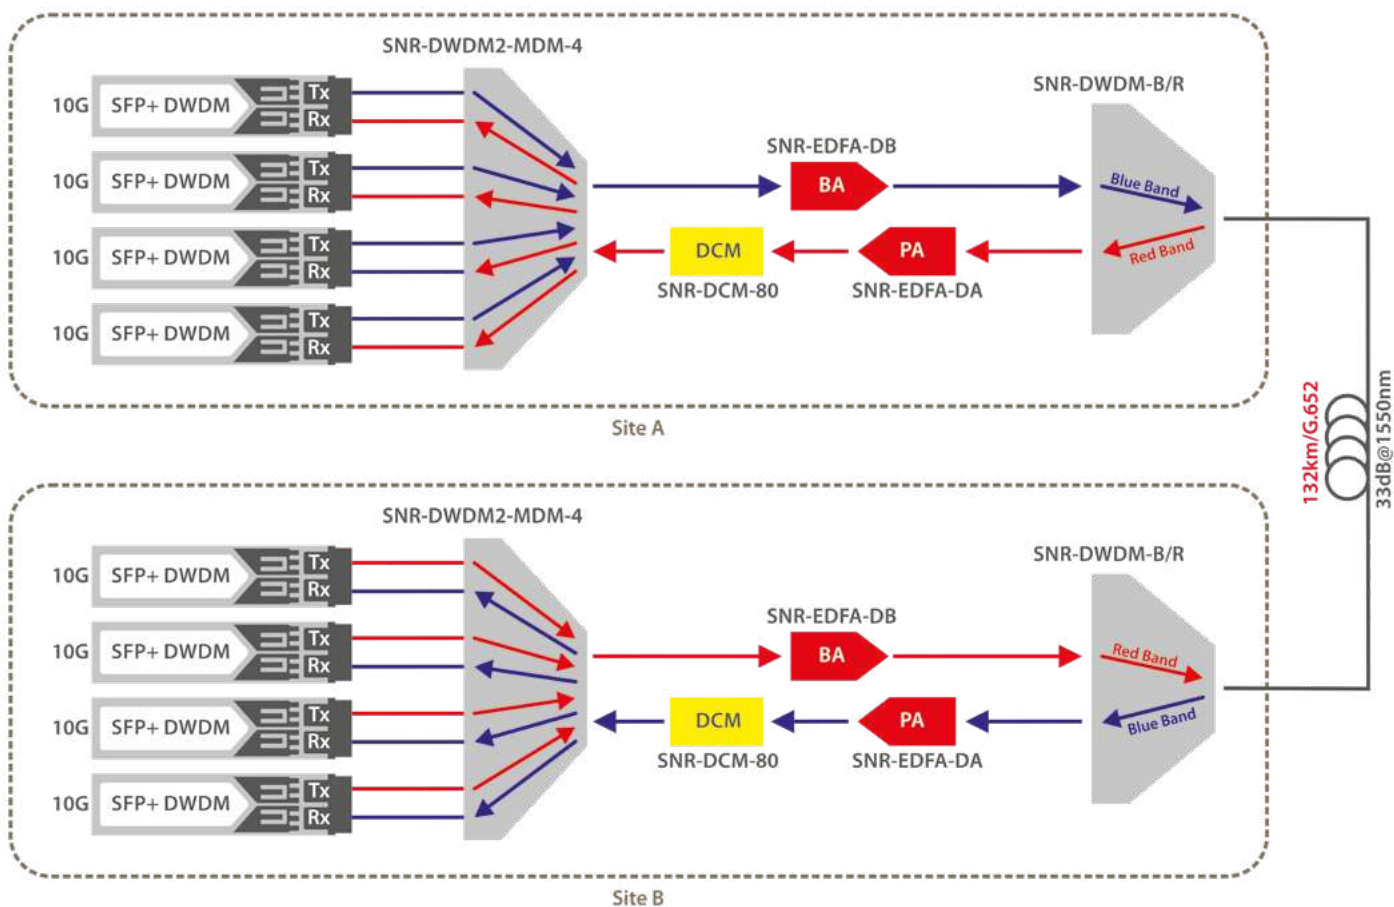 SNR-DWDM2-MDM-4
10G SFP+ DWDM Tx Rx
10G SFP+ DWDM Tx Rx
10G SFP+ DWDM Tx Rx
10G SFP+ DWDM Tx Rx
SNR-EDFA-DB
BA
DCM
SNR-DCM-80
PA
SNR-EDFA-DA
SNR-DWDM-B/R
Blue Band
Red Band
Site A
132km/G.652
33dB@1550nm
SNR-DWDM2-MDM-4
10G SFP+ DWDM Tx Rx
10G SFP+ DWDM Tx Rx
10G SFP+ DWDM Tx Rx
10G SFP+ DWDM Tx Rx
SNR-EDFA-DB
BA
DCM
SNR-DCM-80
PA
SNR-EDFA-DA
SNR-DWDM-B/R
Red Band
Blue Band
Site B